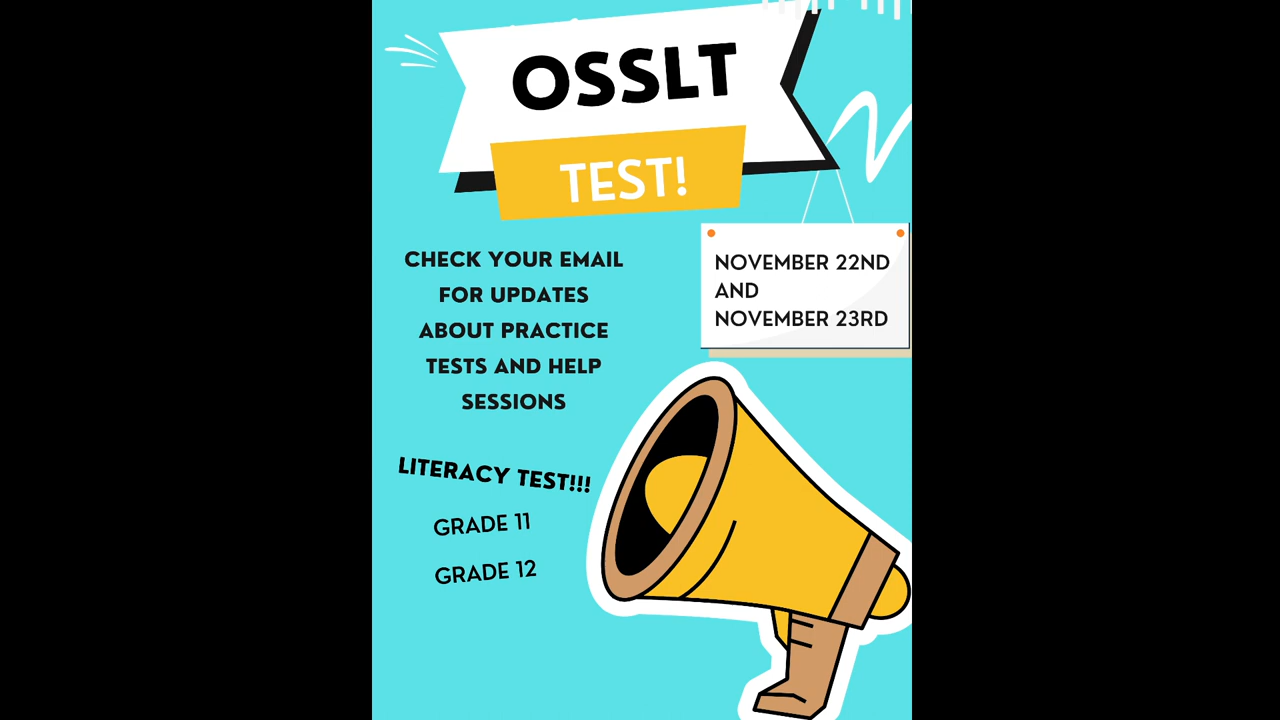 OSSLT
TEST!
NOVEMBER 22ND
AND
NOVEMBER 23RD
CHECK YOUR EMAIL
FOR UPDATES
ABOUT PRACTICE
TESTS AND HELP
SESSIONS
LITERACY TEST!!!
GRADE 11
GRADE 12